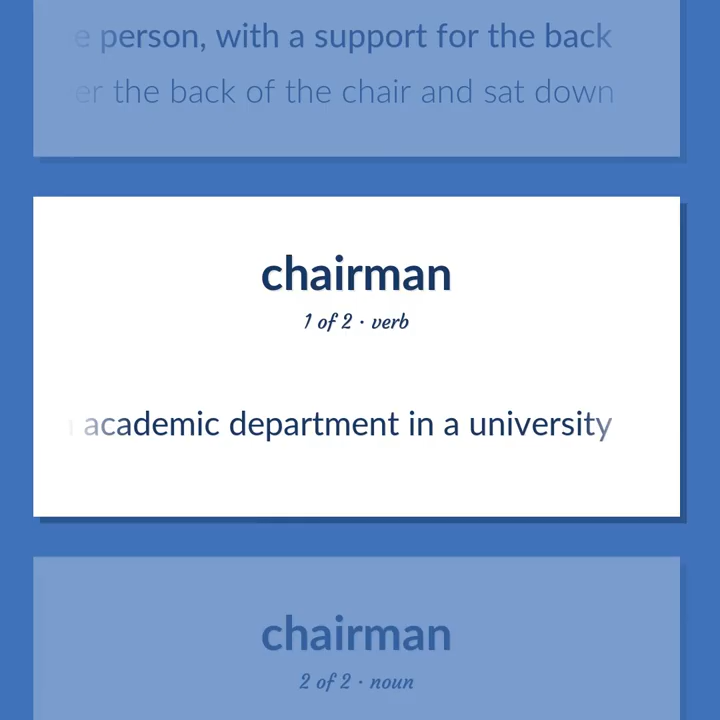 person, with a support for the back
the back of the chair and sat down
chairman
1 of 2 · verb
academic department in a university
chairman
2 of 2 · noun